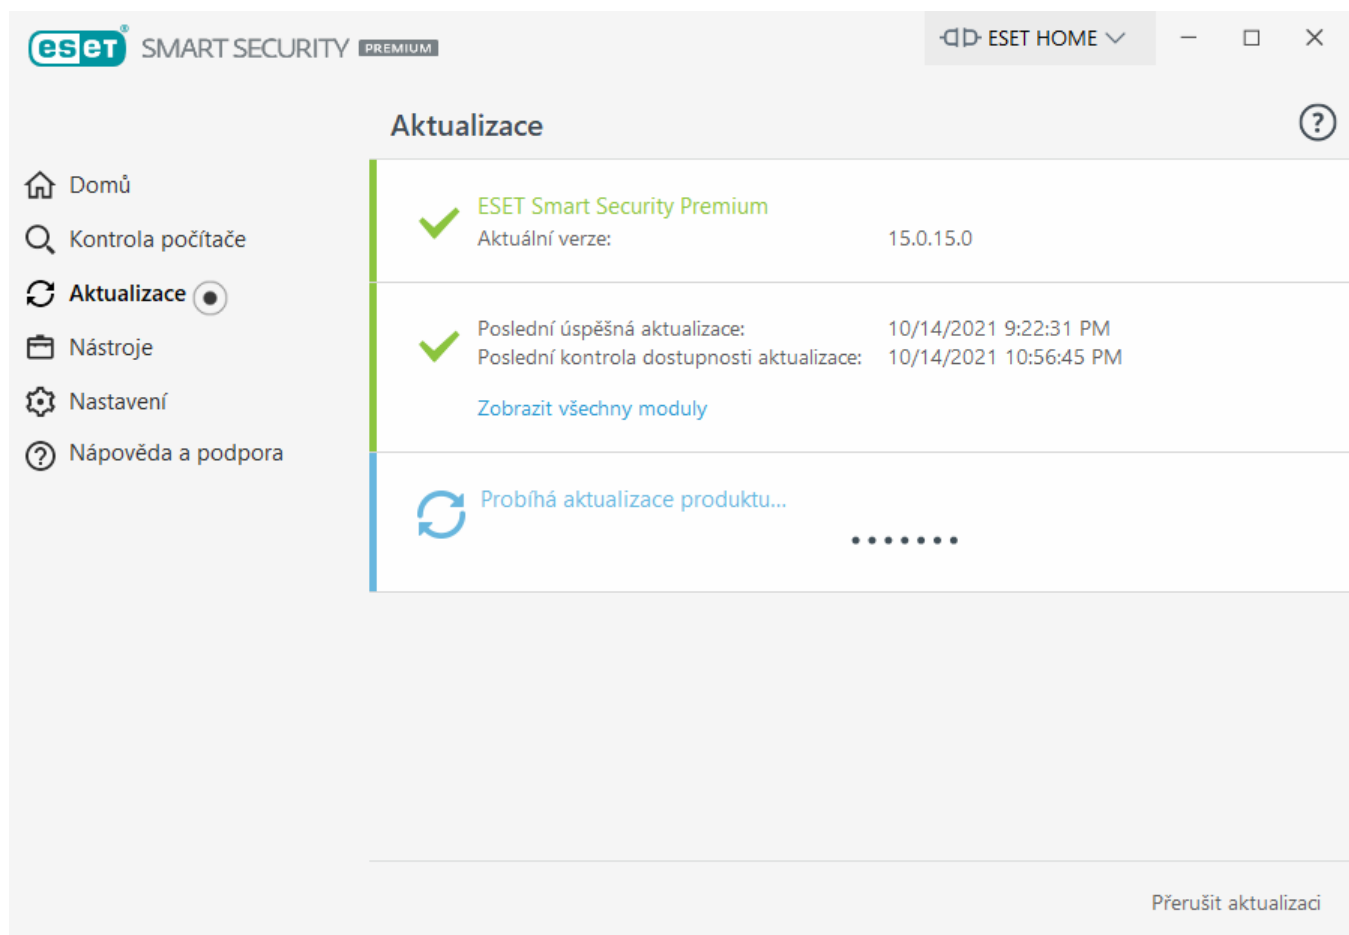 eset® SMART SECURITY PREMIUM
ESET HOME
Aktualizace
Domů
Kontrola počítače
Aktualizace
Nástroje
Nastavení
Nápověda a podpora
ESET Smart Security Premium
Aktuální verze: 15.0.15.0
Poslední úspěšná aktualizace: 10/14/2021 9:22:31 PM
Poslední kontrola dostupnosti aktualizace: 10/14/2021 10:56:45 PM
Zobrazit všechny moduly
Probíhá aktualizace produktu...
Přerušit aktualizaci